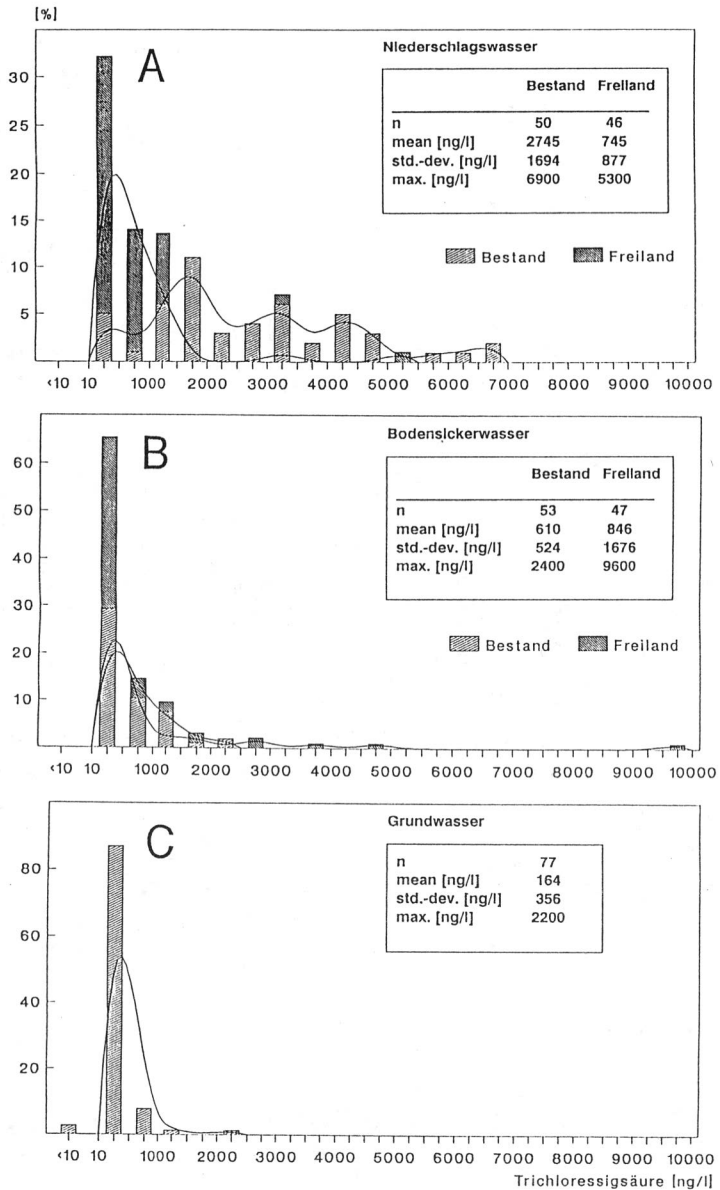 [%]
A
35
30
25
20
15
10
5
Niederschlagswasser
Bestand Freiland
n 50 46
mean [ng/l] 2745 745
std.-dev. [ng/l] 1694 877
max. [ng/l] 6900 5300
Bestand Freiland
<10 10 1000 2000 3000 4000 5000 6000 7000 8000 9000 10000
B
60
50
40
30
20
10
Bodensickerwasser
Bestand Freiland
n 53 47
mean [ng/l] 610 846
std.-dev. [ng/l] 524 1676
max. [ng/l] 2400 9600
Bestand Freiland
<10 10 1000 2000 3000 4000 5000 6000 7000 8000 9000 10000
C
80
60
40
20
Grundwasser
n 77
mean [ng/l] 164
std.-dev. [ng/l] 356
max. [ng/l] 2200
<10 10 1000 2000 3000 4000 5000 6000 7000 8000 9000 10000
Trichloressigsäure [ng/l]